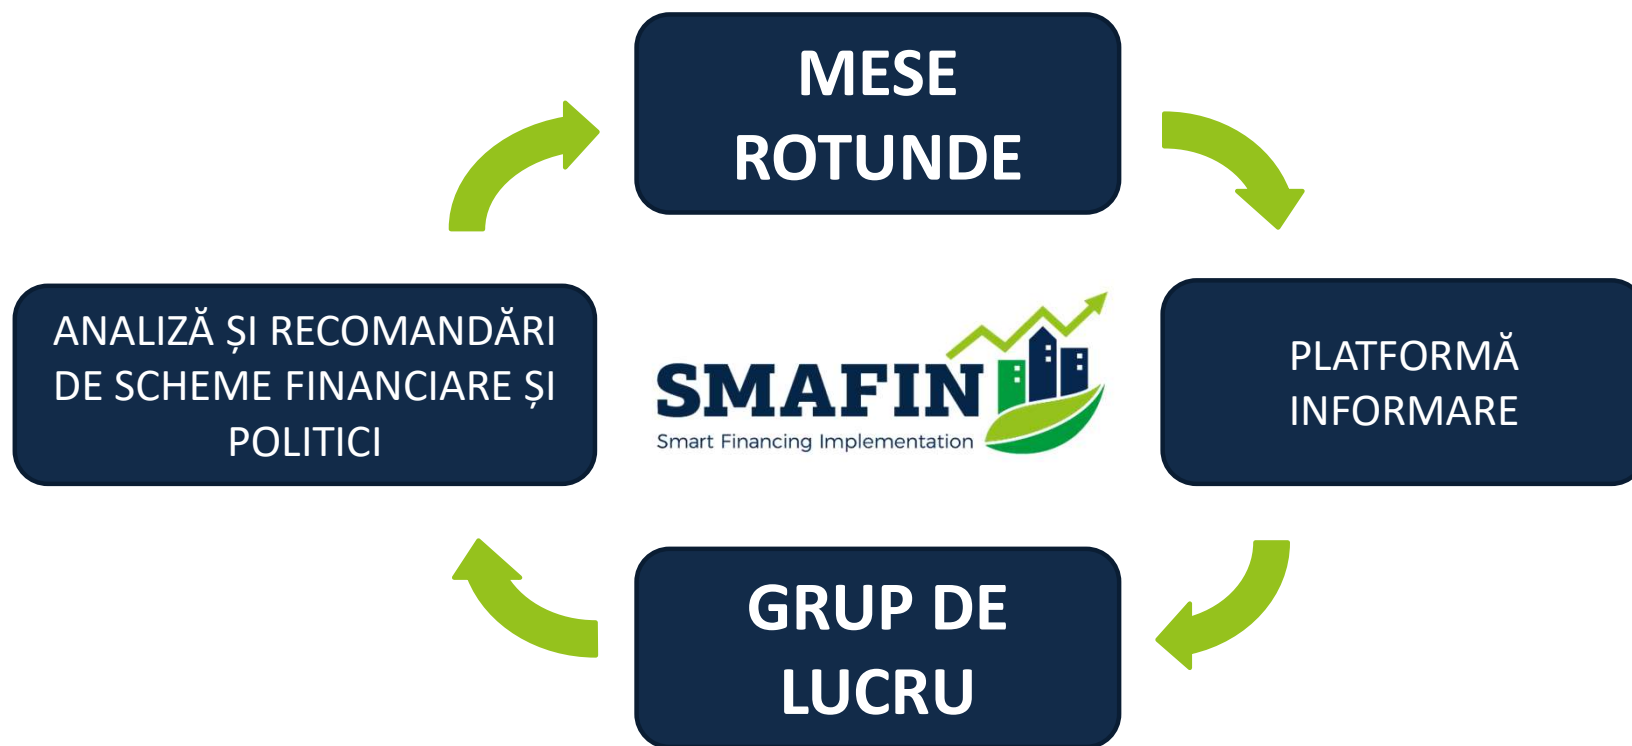 MESE
ROTUNDE
ANALIZĂ ȘI RECOMANDĂRI
DE SCHEME FINANCIARE ȘI
POLITICI
SMAFIN
Smart Financing Implementation
PLATFORMĂ
INFORMARE
GRUP DE
LUCRU